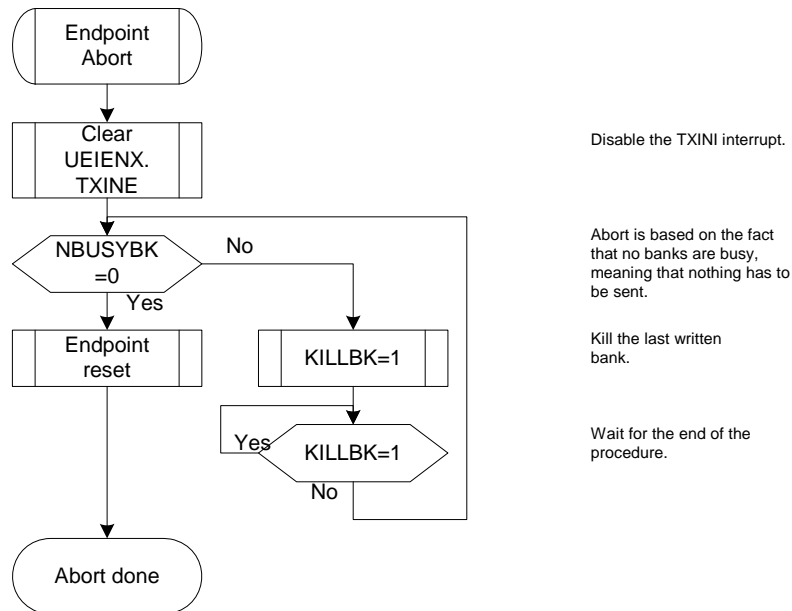 Endpoint
Abort
Clear
UEIENX.
TXINE
Disable the TXINI interrupt.
NBUSYBK
=0
No
Yes
Abort is based on the fact
that no banks are busy,
meaning that nothing has to
be sent.
Endpoint
reset
KILLBK=1
Kill the last written
bank.
Yes
KILLBK=1
No
Wait for the end of the
procedure.
Abort done